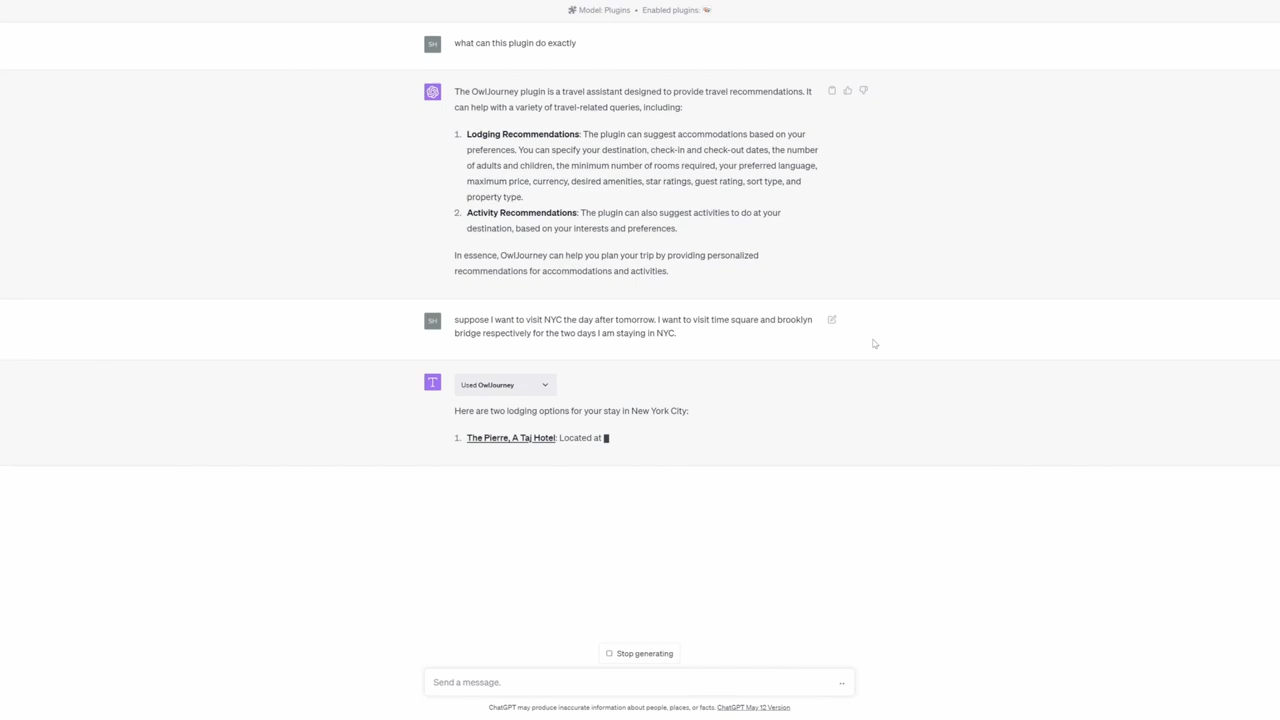 Model: Plugins • Enabled plugins:
SH
what can this plugin do exactly
The OwlJourney plugin is a travel assistant designed to provide travel recommendations. It
can help with a variety of travel-related queries, including:
1. Lodging Recommendations: The plugin can suggest accommodations based on your
preferences. You can specify your destination, check-in and check-out dates, the number
of adults and children, the minimum number of rooms required, your preferred language,
maximum price, currency, desired amenities, star ratings, guest rating, sort type, and
property type.
2. Activity Recommendations: The plugin can also suggest activities to do at your
destination, based on your interests and preferences.
In essence, OwlJourney can help you plan your trip by providing personalized
recommendations for accommodations and activities.
SH
suppose I want to visit NYC the day after tomorrow. I want to visit time square and brooklyn
bridge respectively for the two days I am staying in NYC.
T
Used OwlJourney
Here are two lodging options for your stay in New York City:
1. The Pierre, A Taj Hotel: Located at
Stop generating
Send a message.
ChatGPT may produce inaccurate information about people, places, or facts. ChatGPT May 12 Version